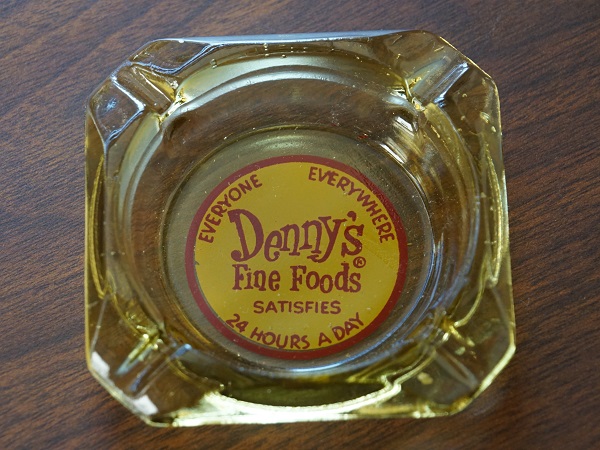 EVERYONE EVERYWHERE
Denny's®
Fine Foods
SATISFIES
24 HOURS A DAY